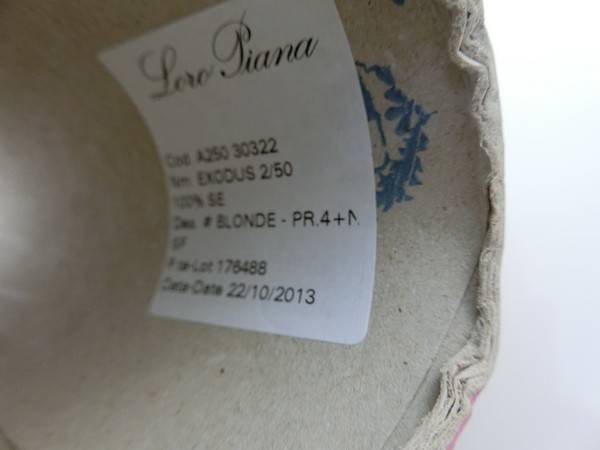 Loro Piana
Cod: A250 30322
Nm: EXODUS 2/50
100% SE
Des. # BLONDE - PR.4+N
SF
P.ta-Lot 176488
Data-Date 22/10/2013